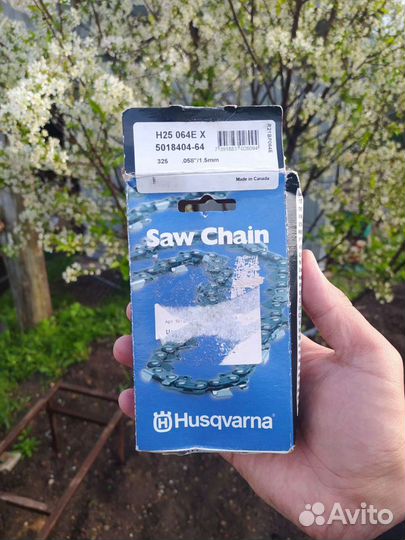 H25 064E X
5018404-64
325 .058"/1.5mm
Made in Canada
Saw Chain
Husqvarna
Avito